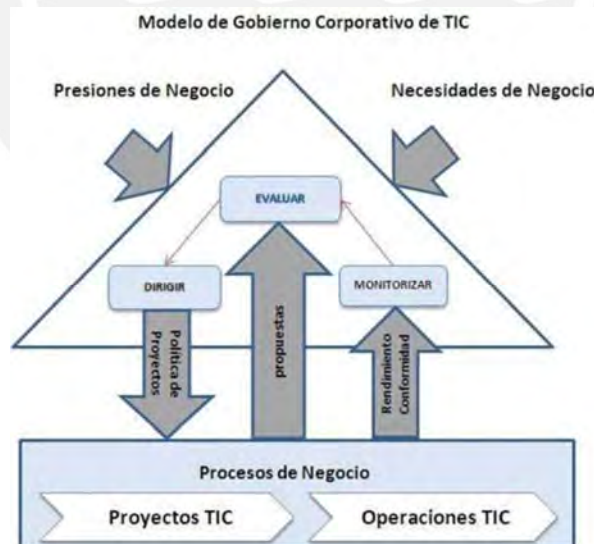 Modelo de Gobierno Corporativo de TIC
Presiones de Negocio
Necesidades de Negocio
EVALUAR
DIRIGIR
MONITORIZAR
Política de
Proyectos
propuestas
Rendimiento
Conformidad
Procesos de Negocio
Proyectos TIC
Operaciones TIC